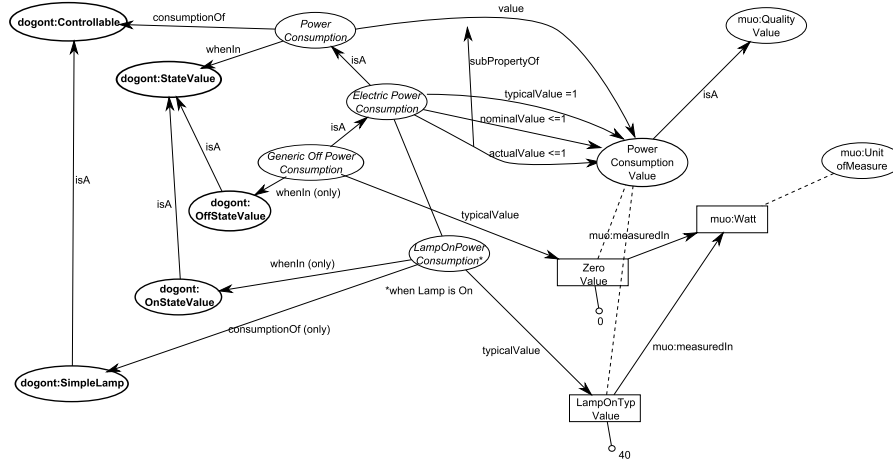 value
dogont:Controllable
consumptionOf
Power
Consumption
muo:Quality
Value
whenIn
isA
subPropertyOf
dogont:StateValue
Electric Power
Consumption
typicalValue =1
isA
nominalValue <=1
isA
isA
Generic Off Power
Consumption
actualValue <=1
Power
Consumption
Value
muo:Unit
ofMeasure
isA
whenIn (only)
dogont:
OffStateValue
isA
typicalValue
muo:Watt
muo:measuredIn
LampOnPower
Consumption*
whenIn (only)
Zero
Value
dogont:
OnStateValue
*when Lamp is On
0
consumptionOf (only)
typicalValue
muo:measuredIn
dogont:SimpleLamp
LampOnTyp
Value
40